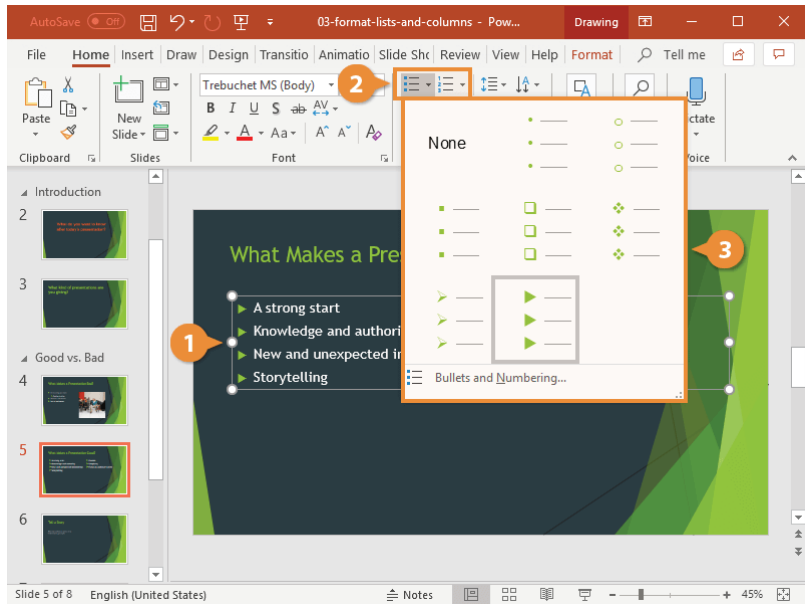 AutoSave Off 03-format-lists-and-columns - Pow... Drawing
File Home Insert Draw Design Transitio Animatio Slide Shc Review View Help Format Tell me
2
Trebuchet MS (Body)
Paste New Slide
B I U S ab AV
A Aa A A A
Clipboard Slides Font Voice
None
Introduction
2
3
Good vs. Bad
4
5
6
What Makes a Pre
1
A strong start
Knowledge and authori
New and unexpected in
Storytelling
3
Bullets and Numbering...
Slide 5 of 8 English (United States) Notes 45%